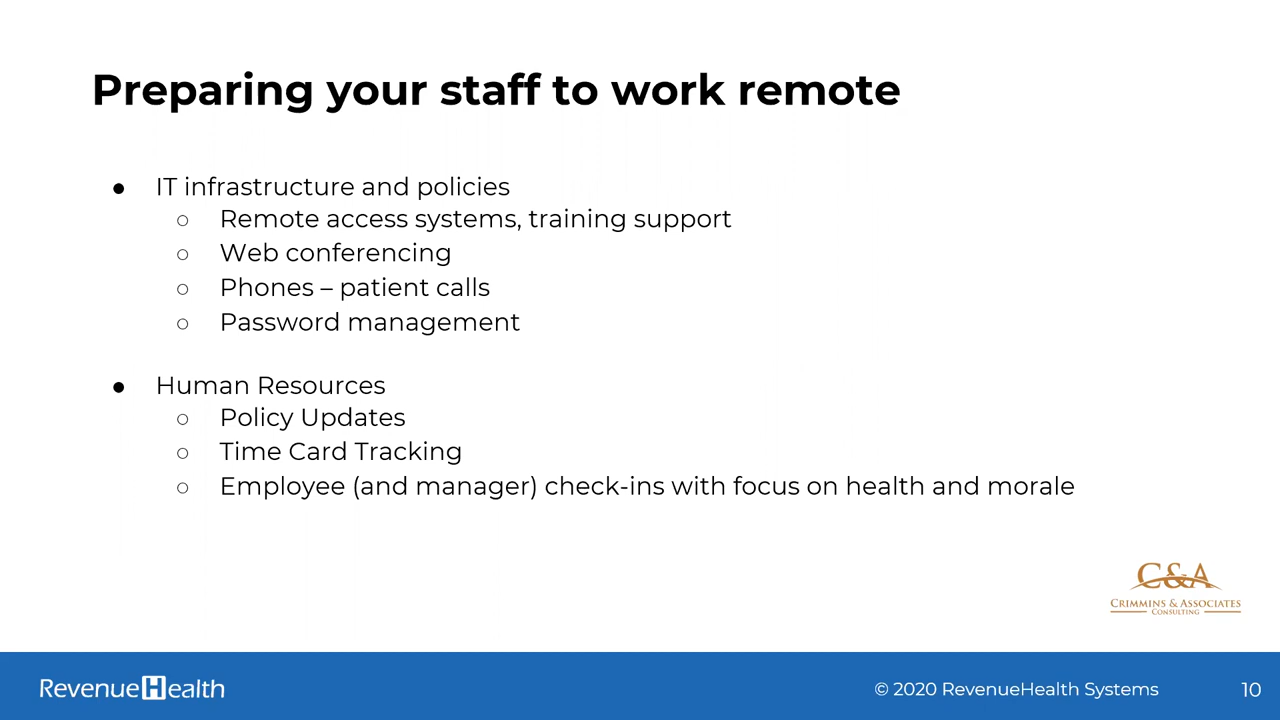 Preparing your staff to work remote
● IT infrastructure and policies
○ Remote access systems, training support
○ Web conferencing
○ Phones – patient calls
○ Password management
● Human Resources
○ Policy Updates
○ Time Card Tracking
○ Employee (and manager) check-ins with focus on health and morale
C&A
CRIMMINS & ASSOCIATES
CONSULTING
RevenueHealth
© 2020 RevenueHealth Systems
10